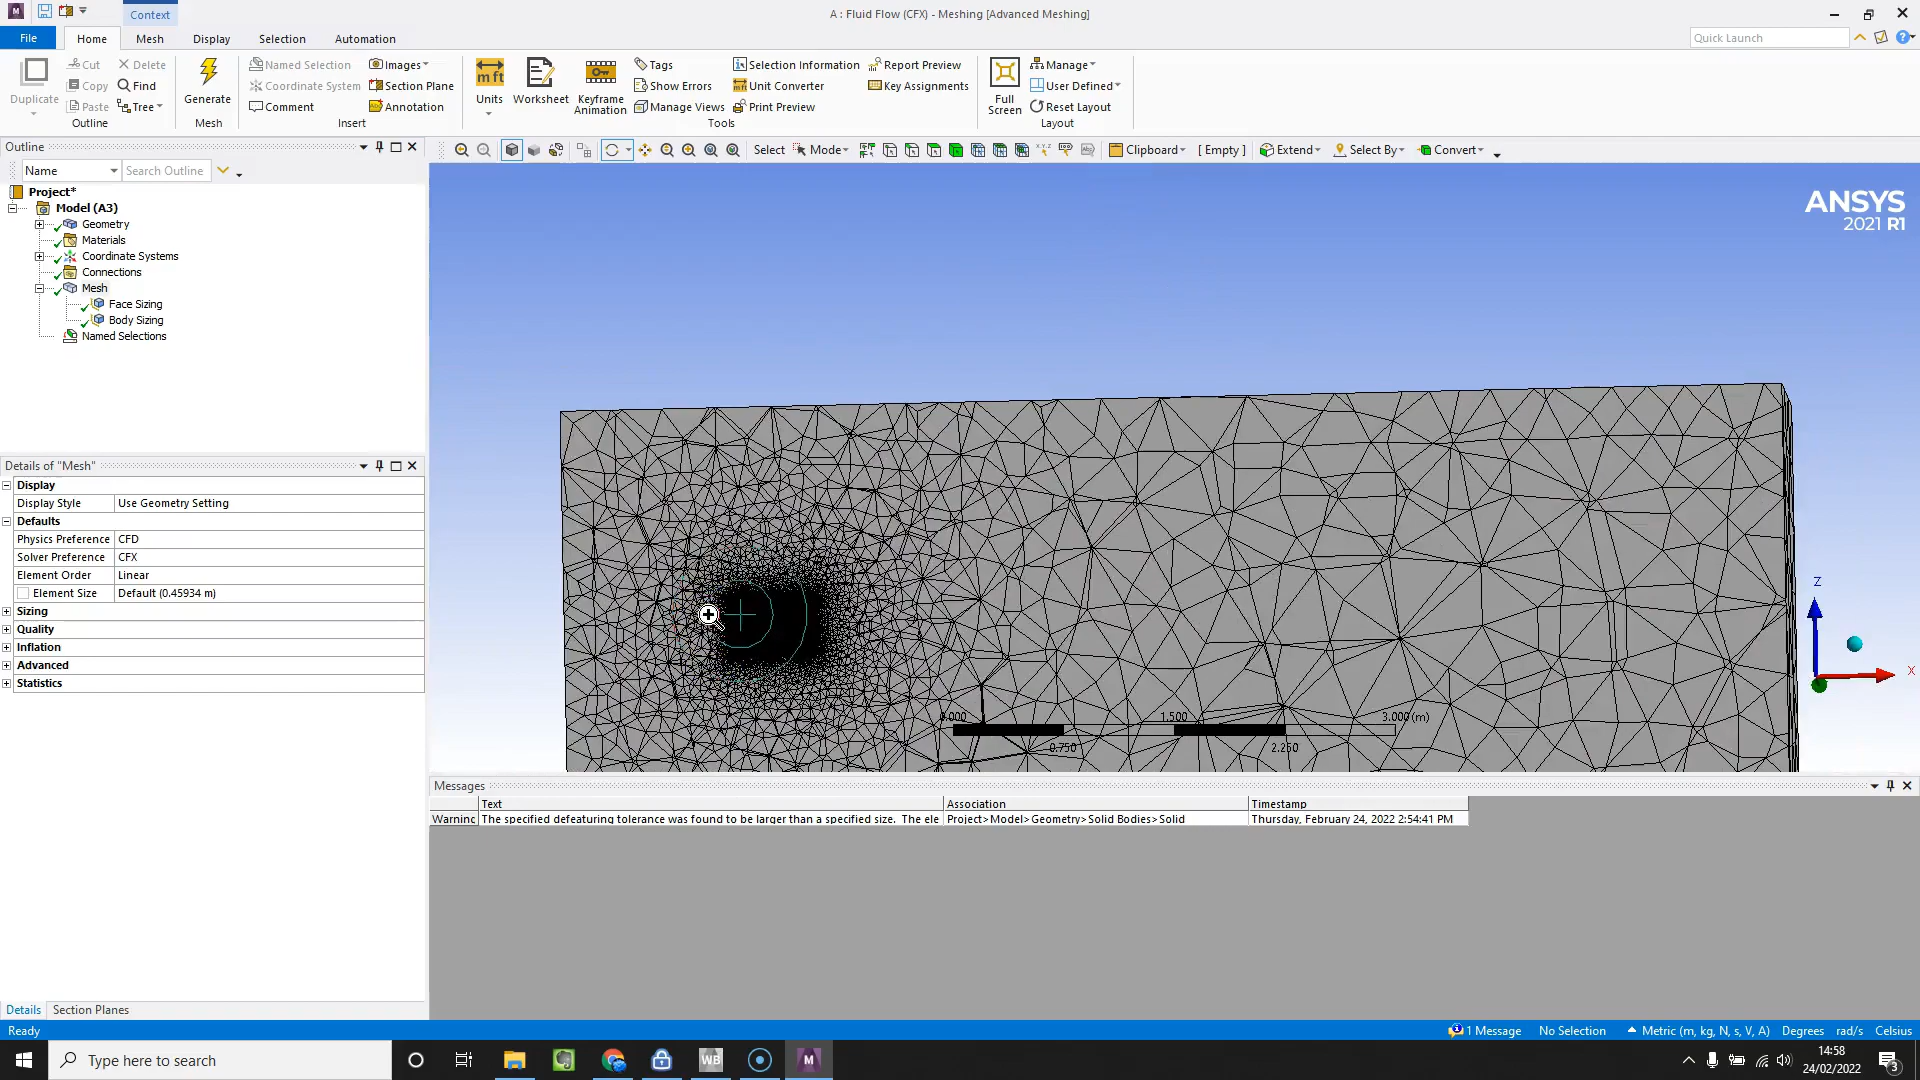 Context
A : Fluid Flow (CFX) - Meshing [Advanced Meshing]
File Home Mesh Display Selection Automation
Quick Launch
Duplicate
Cut
Delete
Copy
Find
Paste
Tree
Outline
Generate
Mesh
Named Selection
Coordinate System
Comment
Images
Section Plane
Annotation
Insert
m ft
Units
Worksheet
Keyframe
Animation
Tags
Show Errors
Manage Views
Selection Information
Unit Converter
Print Preview
Report Preview
Key Assignments
Tools
Full
Screen
Manage
User Defined
Reset Layout
Layout
Outline
Select Mode Clipboard [ Empty ] Extend Select By Convert
Name Search Outline
Project*
Model (A3)
Geometry
Materials
Coordinate Systems
Connections
Mesh
Face Sizing
Body Sizing
Named Selections
ANSYS
2021 R1
Details of "Mesh"
Display
Display Style Use Geometry Setting
Defaults
Physics Preference CFD
Solver Preference CFX
Element Order Linear
Element Size Default (0.45934 m)
Sizing
Quality
Inflation
Advanced
Statistics
Z
X
0.000 1.500 3.000 (m)
0.750 2.250
Messages
Text Association Timestamp
Warninc The specified defeaturing tolerance was found to be larger than a specified size. The ele Project>Model>Geometry>Solid Bodies>Solid Thursday, February 24, 2022 2:54:41 PM
Details Section Planes
Ready 1 Message No Selection Metric (m, kg, N, s, V, A) Degrees rad/s Celsius
Type here to search
WB
M
14:58
24/02/2022
3